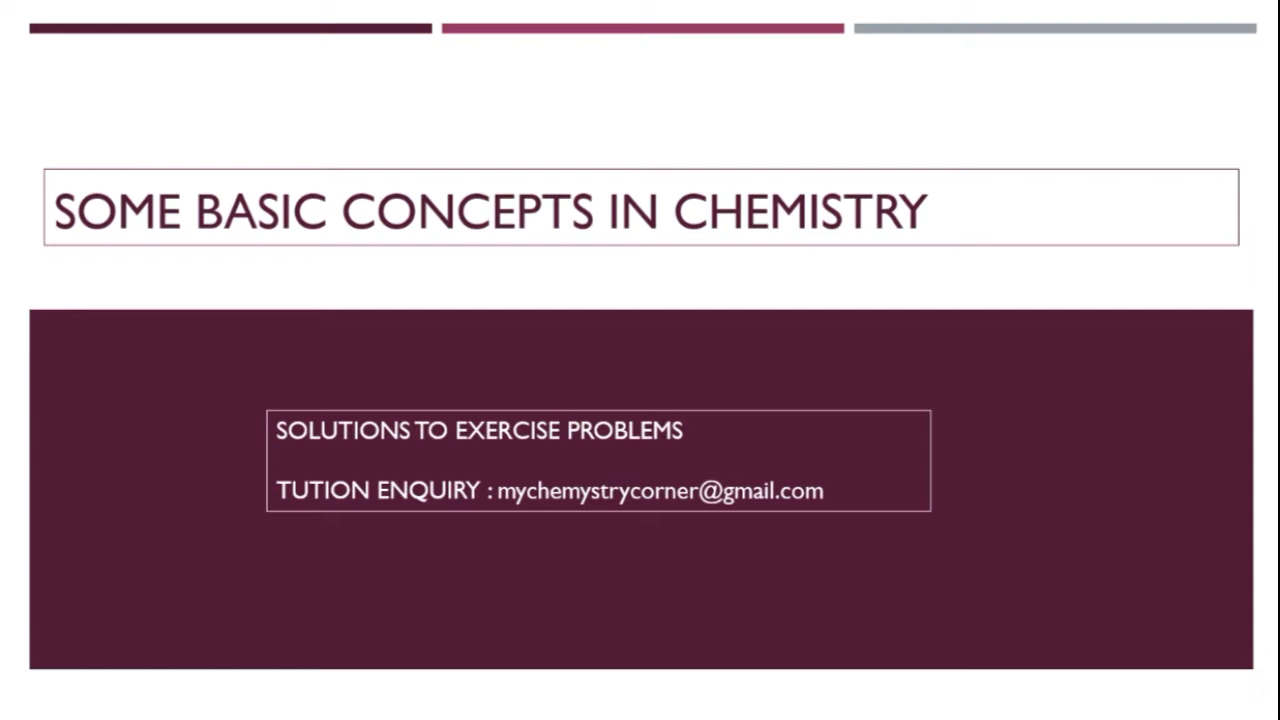 SOME BASIC CONCEPTS IN CHEMISTRY
SOLUTIONS TO EXERCISE PROBLEMS
TUTION ENQUIRY : mychemystrycorner@gmail.com